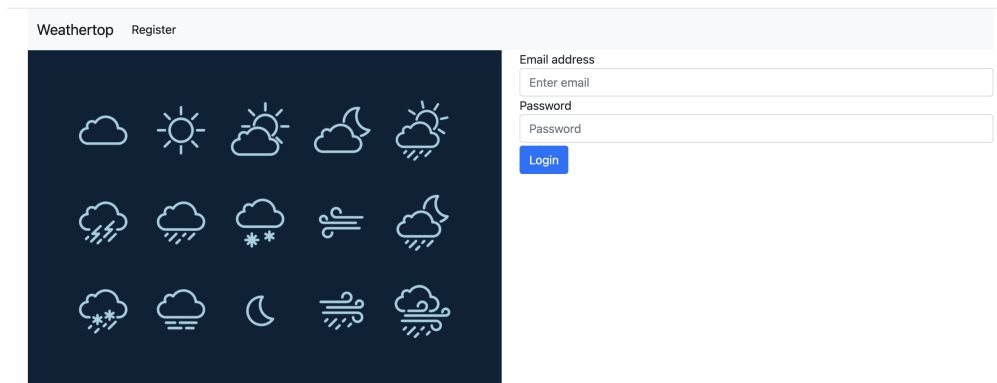 Weathertop Register
Email address
Enter email
Password
Password
Login